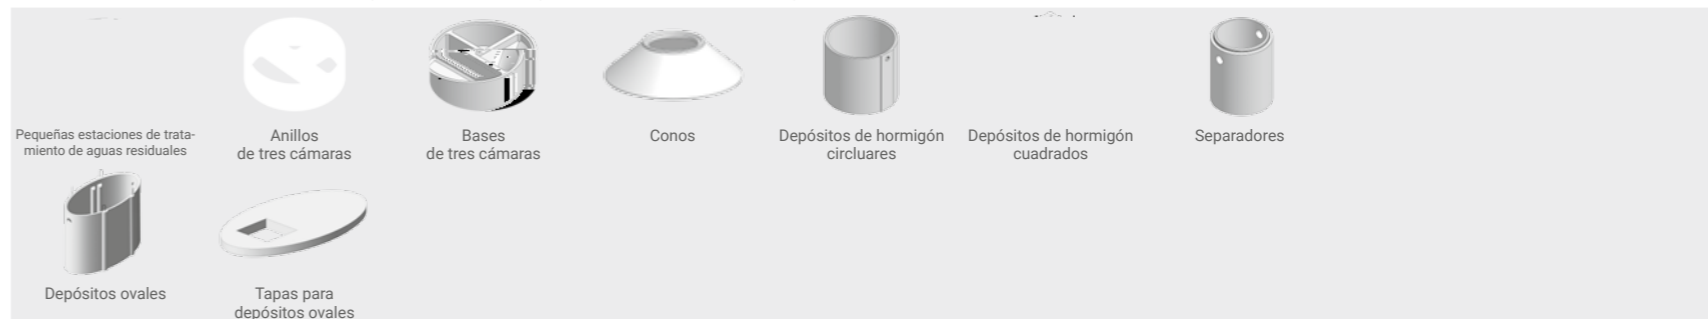 Pequeñas estaciones de trata-
miento de aguas residuales
Anillos
de tres cámaras
Bases
de tres cámaras
Conos
Depósitos de hormigón
circluares
Depósitos de hormigón
cuadrados
Separadores
Depósitos ovales
Tapas para
depósitos ovales